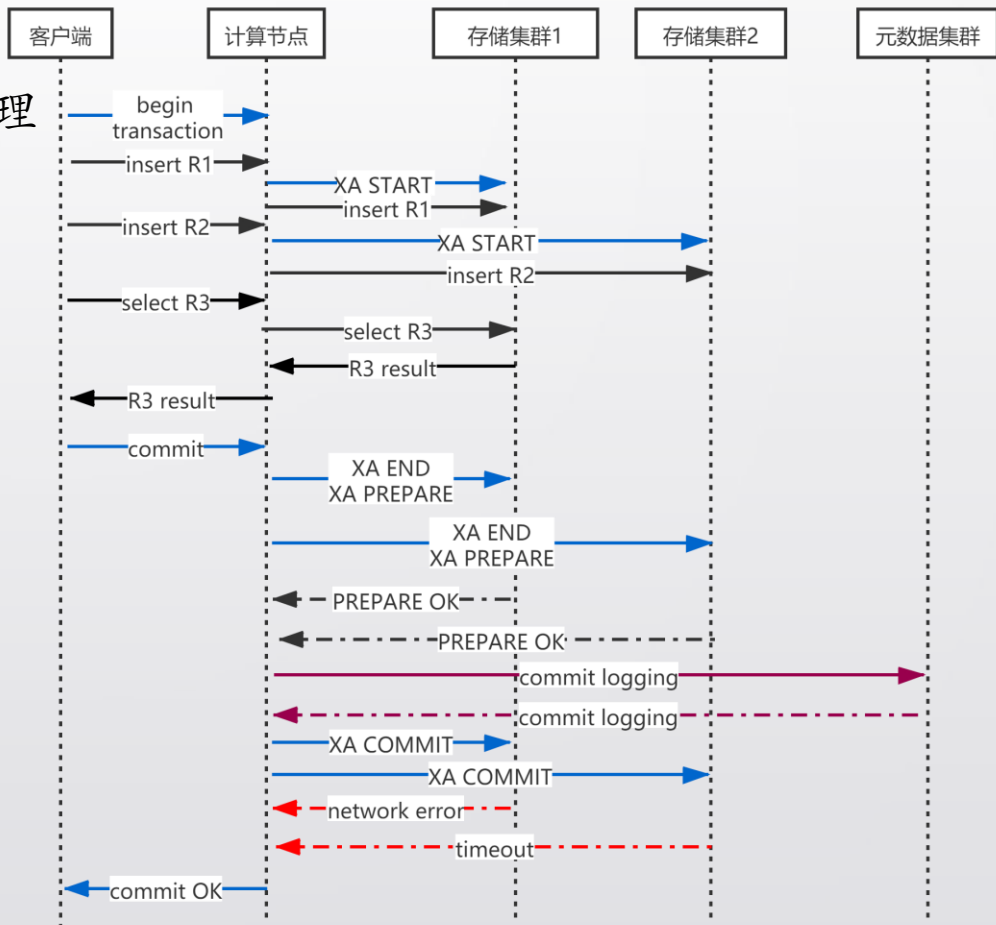 客户端
计算节点
存储集群1
存储集群2
元数据集群
理
begin
transaction
insert R1
XA START
insert R1
insert R2
XA START
insert R2
select R3
select R3
R3 result
R3 result
commit
XA END
XA PREPARE
XA END
XA PREPARE
PREPARE OK
PREPARE OK
commit logging
commit logging
XA COMMIT
XA COMMIT
network error
timeout
commit OK